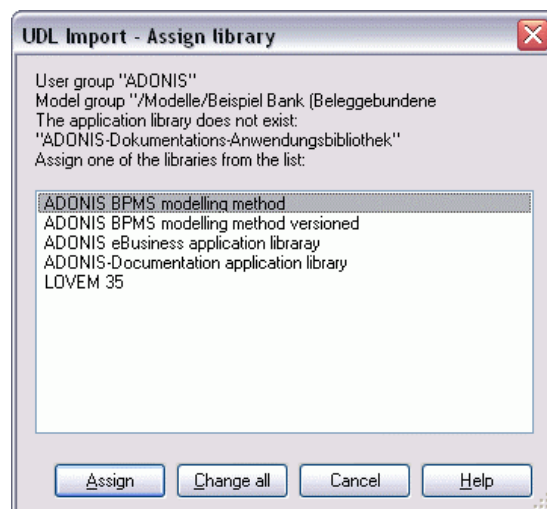 UDL Import - Assign library
User group "ADONIS"
Model group "/Modelle/Beispiel Bank (Beleggebundene
The application library does not exist:
"ADONIS-Dokumentations-Anwendungsbibliothek"
Assign one of the libraries from the list:
ADONIS BPMS modelling method
ADONIS BPMS modelling method versioned
ADONIS eBusiness application libraray
ADONIS-Documentation application library
LOVEM 35
Assign Change all Cancel Help